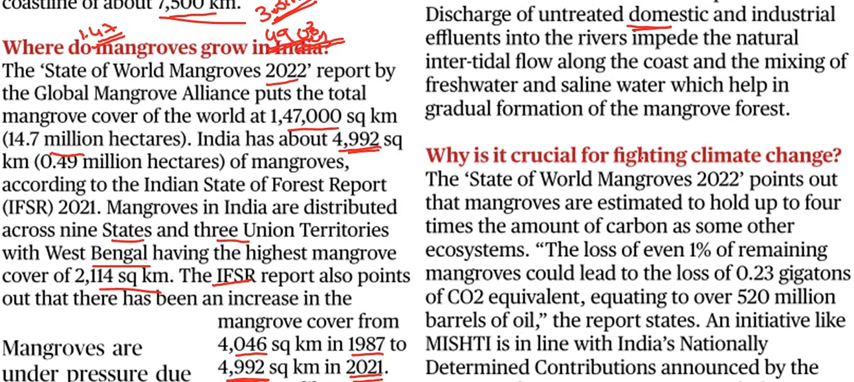 coastline of about 7,500 km.
Where do mangroves grow in India?
The ‘State of World Mangroves 2022’ report by
the Global Mangrove Alliance puts the total
mangrove cover of the world at 1,47,000 sq km
(14.7 million hectares). India has about 4,992 sq
km (0.49 million hectares) of mangroves,
according to the Indian State of Forest Report
(IFSR) 2021. Mangroves in India are distributed
across nine States and three Union Territories
with West Bengal having the highest mangrove
cover of 2,114 sq km. The IFSR report also points
out that there has been an increase in the
mangrove cover from
4,046 sq km in 1987 to
4,992 sq km in 2021.
Mangroves are
under pressure due
Discharge of untreated domestic and industrial
effluents into the rivers impede the natural
inter-tidal flow along the coast and the mixing of
freshwater and saline water which help in
gradual formation of the mangrove forest.
Why is it crucial for fighting climate change?
The ‘State of World Mangroves 2022’ points out
that mangroves are estimated to hold up to four
times the amount of carbon as some other
ecosystems. “The loss of even 1% of remaining
mangroves could lead to the loss of 0.23 gigatons
of CO2 equivalent, equating to over 520 million
barrels of oil,” the report states. An initiative like
MISHTI is in line with India’s Nationally
Determined Contributions announced by the